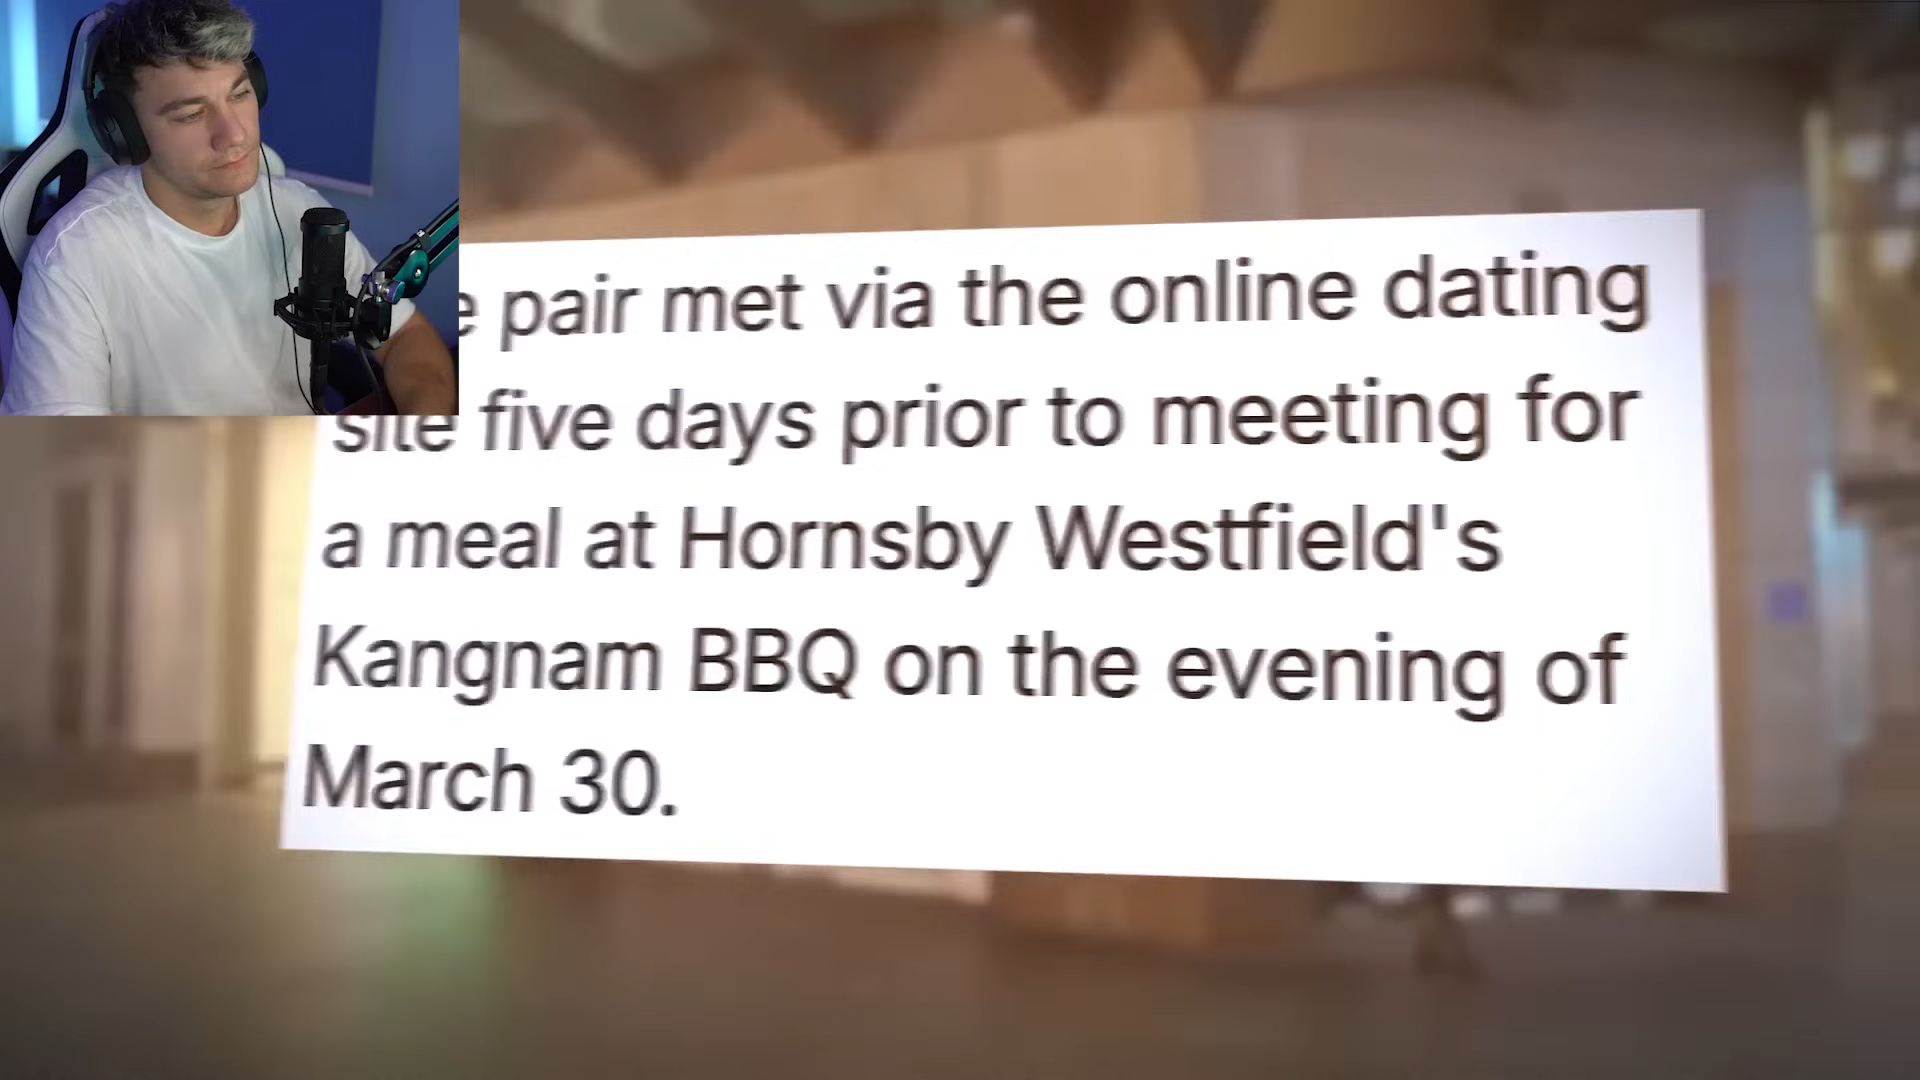 pair met via the online dating
site five days prior to meeting for
a meal at Hornsby Westfield's
Kangnam BBQ on the evening of
March 30.